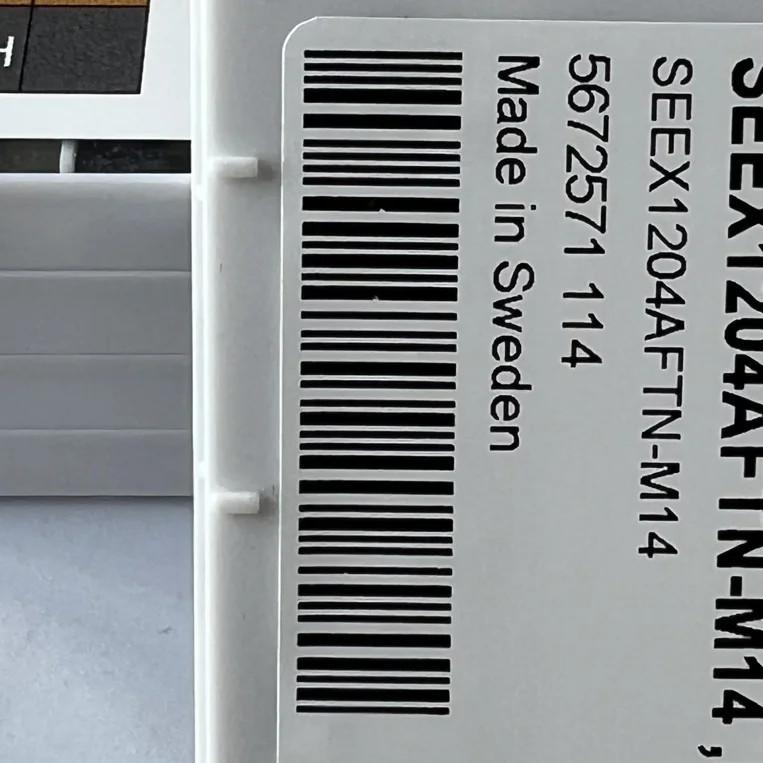 SEEX1204AFTN-M14,
SEEX1204AFTN-M14
5672571 114
Made in Sweden